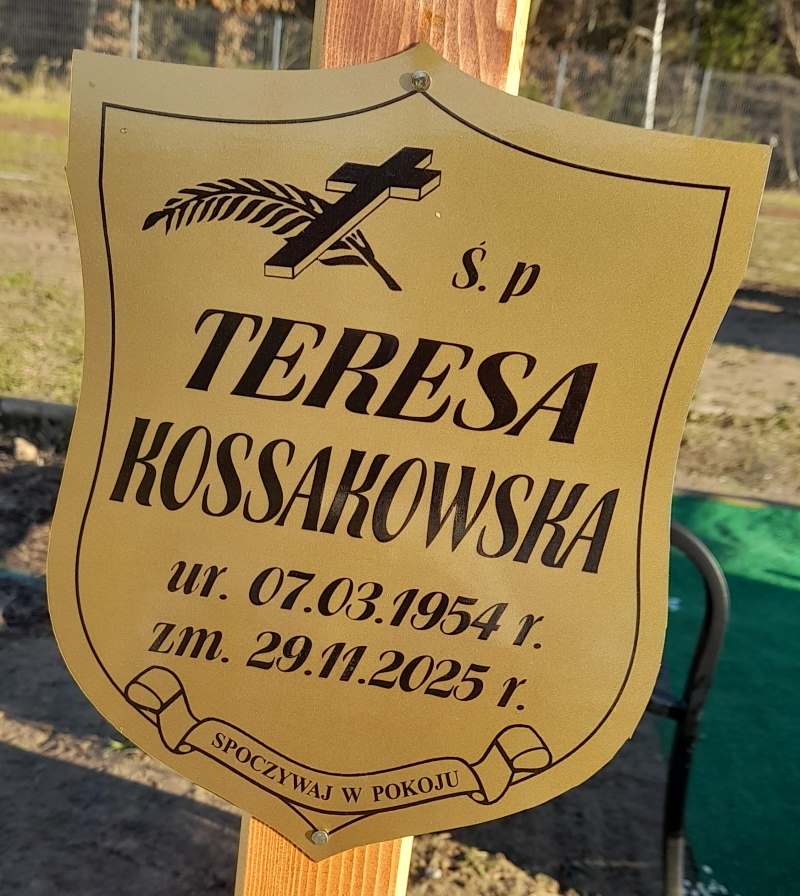 Ś. p
TERESA
KOSSAKOWSKA
ur. 07.03.1954 r.
zm. 29.11.2025 r.
SPOCZYWAJ W POKOJU